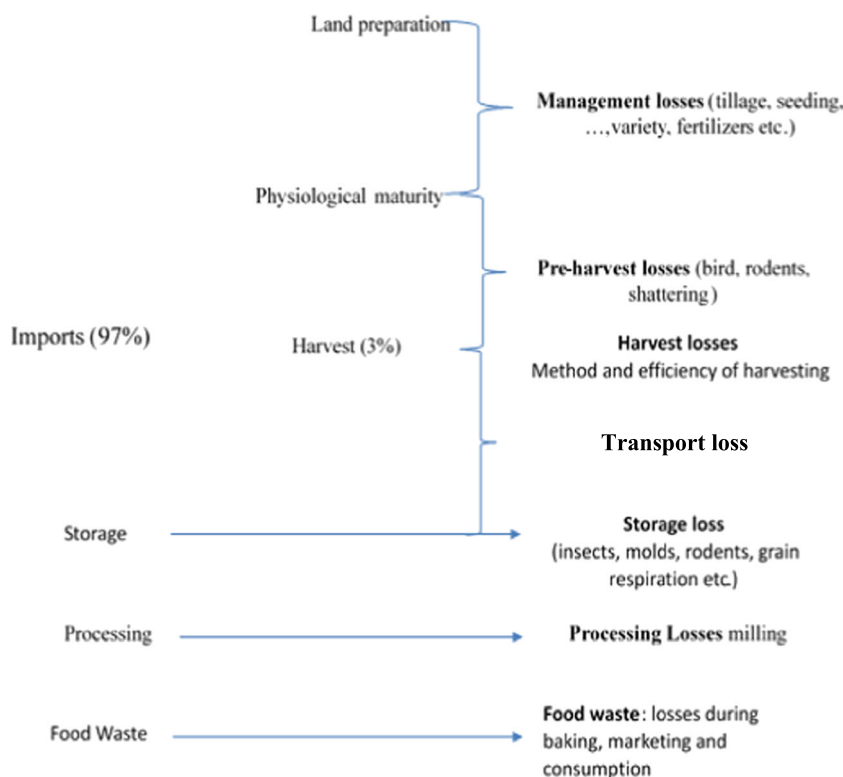 Land preparation
Management losses (tillage, seeding,
…,variety, fertilizers etc.)
Physiological maturity
Pre-harvest losses (bird, rodents,
shattering)
Imports (97%)
Harvest (3%)
Harvest losses
Method and efficiency of harvesting
Transport loss
Storage
Storage loss
(insects, molds, rodents, grain
respiration etc.)
Processing
Processing Losses milling
Food Waste
Food waste: losses during
baking, marketing and
consumption